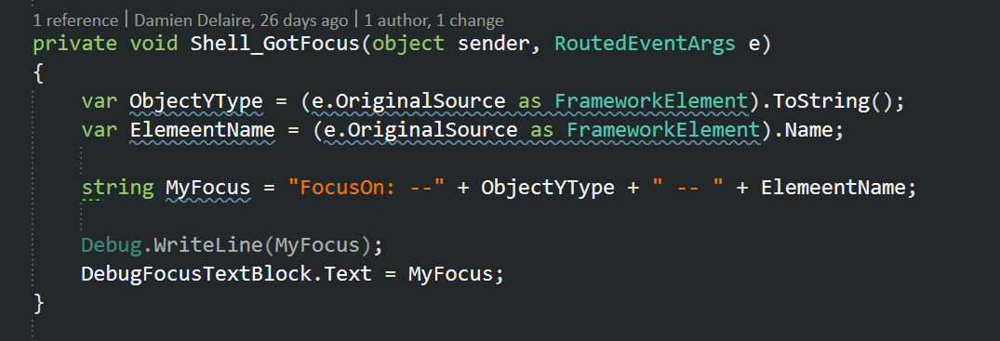 1 reference | Damien Delaire, 26 days ago | 1 author, 1 change
private void Shell_GotFocus(object sender, RoutedEventArgs e)
{
var ObjectYType = (e.OriginalSource as FrameworkElement).ToString();
var ElemeentName = (e.OriginalSource as FrameworkElement).Name;
string MyFocus = "FocusOn: --" + ObjectYType + " -- " + ElemeentName;
Debug.WriteLine(MyFocus);
DebugFocusTextBlock.Text = MyFocus;
}